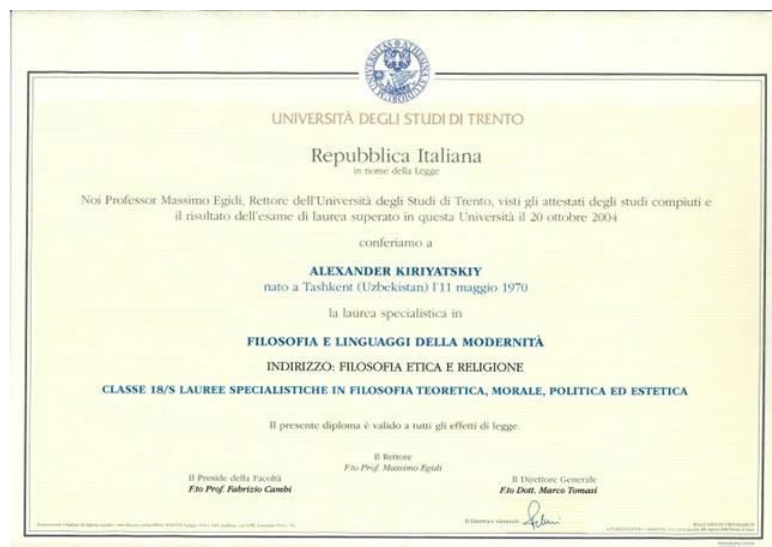 UNIVERSITÀ DEGLI STUDI DI TRENTO
Repubblica Italiana
in nome della Legge
Noi Professor Massimo Egidi, Rettore dell'Università degli Studi di Trento, visti gli attestati degli studi compiuti e
il risultato dell'esame di laurea superato in questa Università il 20 ottobre 2004
conferiamo a
ALEXANDER KIRIYATSKIY
nato a Tashkent (Uzbekistan) l'11 maggio 1970
la laurea specialistica in
FILOSOFIA E LINGUAGGI DELLA MODERNITÀ
INDIRIZZO: FILOSOFIA ETICA E RELIGIONE
CLASSE 18/S LAUREE SPECIALISTICHE IN FILOSOFIA TEORETICA, MORALE, POLITICA ED ESTETICA
Il presente diploma è valido a tutti gli effetti di legge.
Il Rettore
F.to Prof. Massimo Egidi
Il Preside della Facoltà
F.to Prof. Fabrizio Cambi
Il Direttore Generale
F.to Dott. Marco Tomasi
Il Direttore Generale